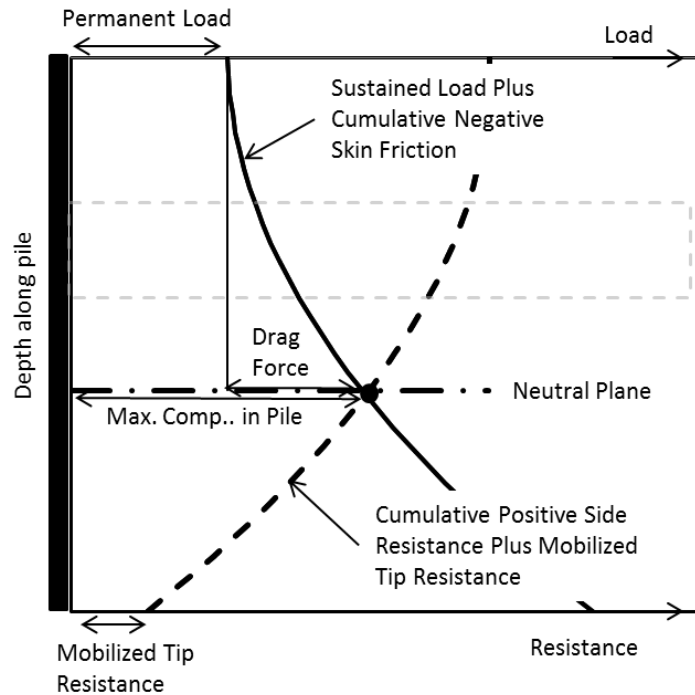 Permanent Load
Load
Sustained Load Plus
Cumulative Negative
Skin Friction
Depth along pile
Drag
Force
Neutral Plane
Max. Comp.. in Pile
Cumulative Positive Side
Resistance Plus Mobilized
Tip Resistance
Mobilized Tip
Resistance
Resistance